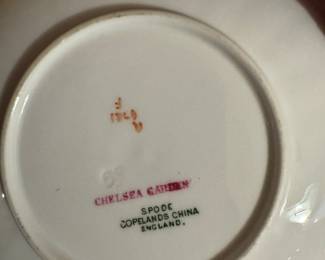 CHELSEA GARDEN
SPODE
COPELANDS CHINA
ENGLAND.